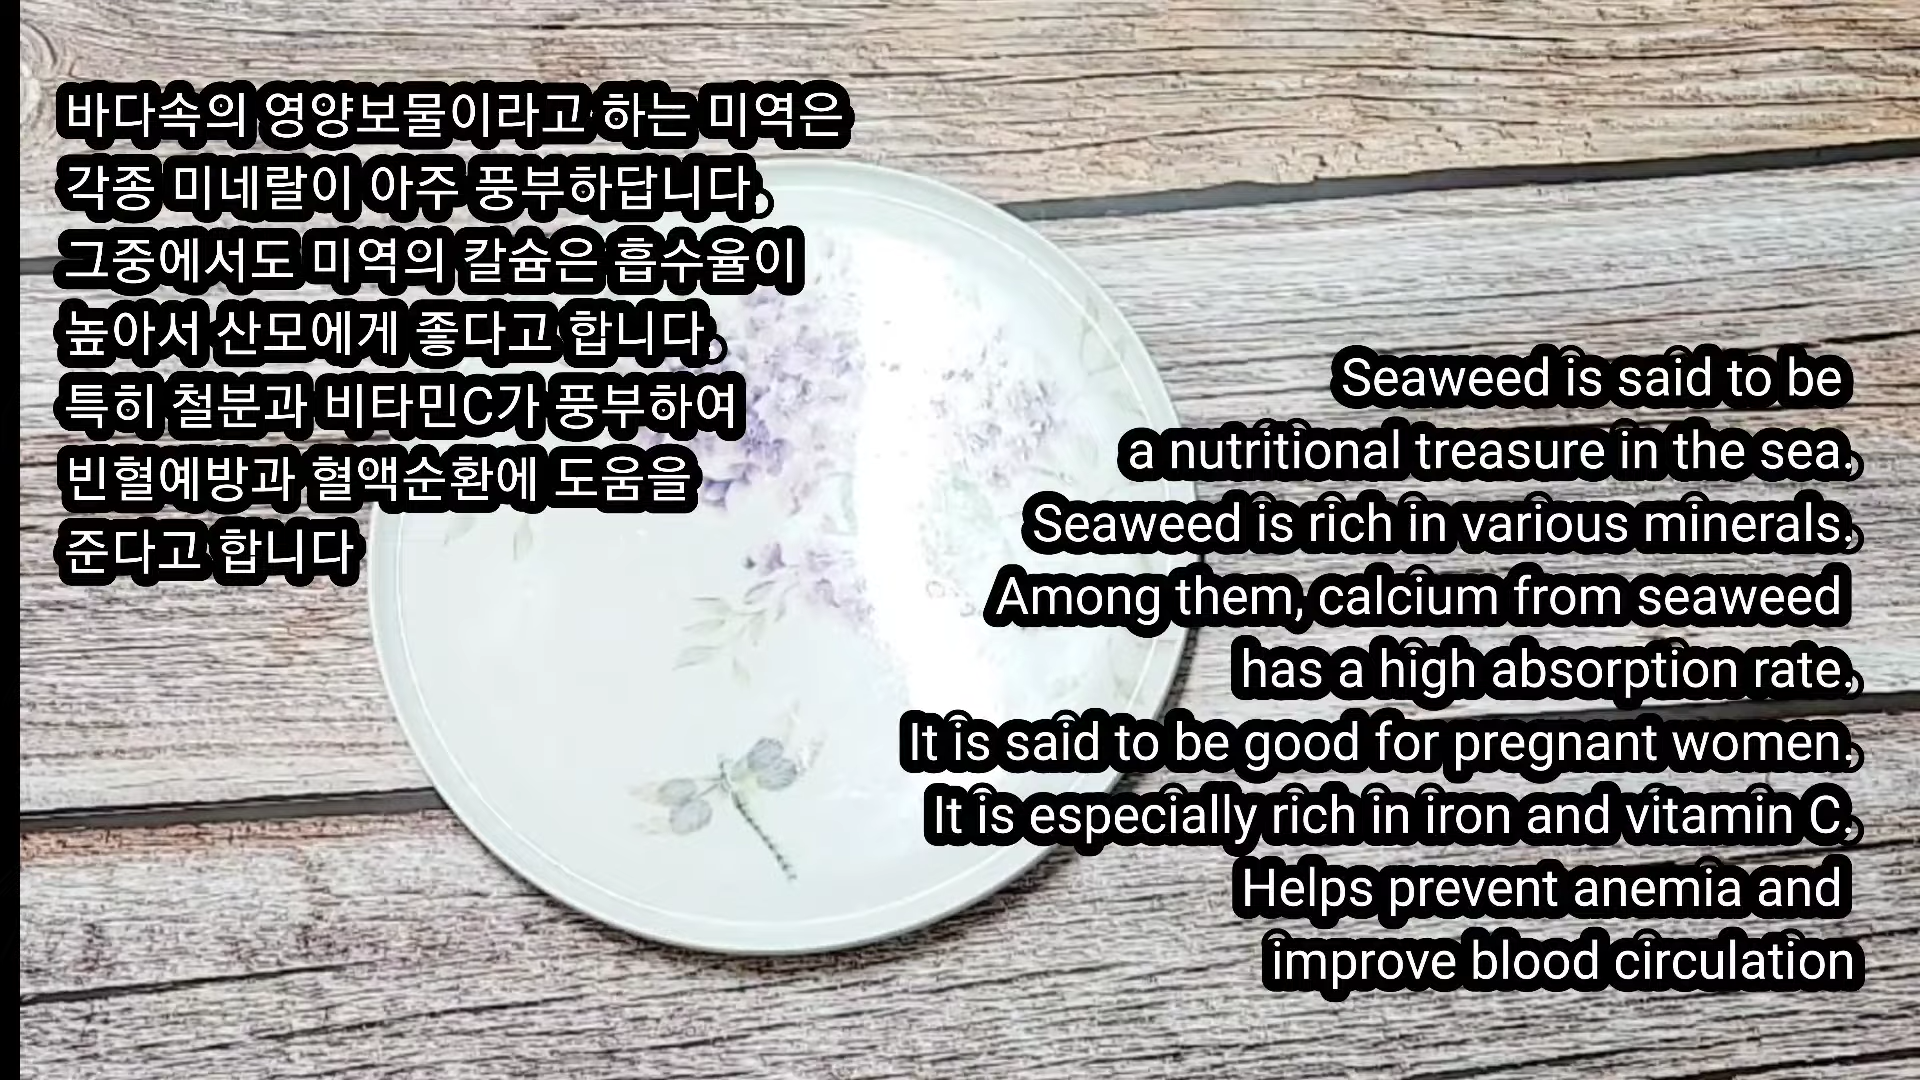 바다속의 영양보물이라고 하는 미역은
각종 미네랄이 아주 풍부하답니다.
그중에서도 미역의 칼슘은 흡수율이
높아서 산모에게 좋다고 합니다.
특히 철분과 비타민C가 풍부하여
빈혈예방과 혈액순환에 도움을
준다고 합니다
Seaweed is said to be
a nutritional treasure in the sea.
Seaweed is rich in various minerals.
Among them, calcium from seaweed
has a high absorption rate.
It is said to be good for pregnant women.
It is especially rich in iron and vitamin C.
Helps prevent anemia and
improve blood circulation